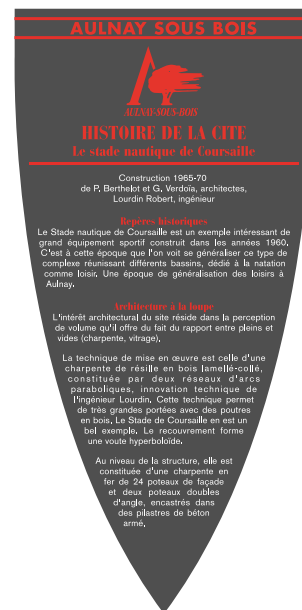 AULNAY SOUS BOIS
AULNAY-SOUS-BOIS
HISTOIRE DE LA CITE
Le stade nautique de Coursaille
Construction 1965-70
de P. Berthelot et G. Verdoïa, architectes,
Lourdin Robert, ingénieur
Repères historiques
Le Stade nautique de Coursaille est un exemple intéressant de
grand équipement sportif construit dans les années 1960.
C'est à cette époque que l'on voit se généraliser ce type de
complexe réunissant différents bassins, dédié à la natation
comme loisir. Une époque de généralisation des loisirs à
Aulnay.
Architecture à la loupe
L'intérêt architectural du site réside dans la perception
de volume qu'il offre du fait du rapport entre pleins et
vides (charpente, vitrage).
La technique de mise en œuvre est celle d'une
charpente de résille en bois lamellé-collé,
constituée par deux réseaux d'arcs
paraboliques, innovation technique de
l'ingénieur Lourdin. Cette technique permet
de très grandes portées avec des poutres
en bois. Le Stade de Coursaille en est un
bel exemple. Le recouvrement forme
une voute hyperboloïde.
Au niveau de la structure, elle est
constituée d'une charpente en
fer de 24 poteaux de façade
et deux poteaux doubles
d'angle, encastrés dans
des pilastres de béton
armé.